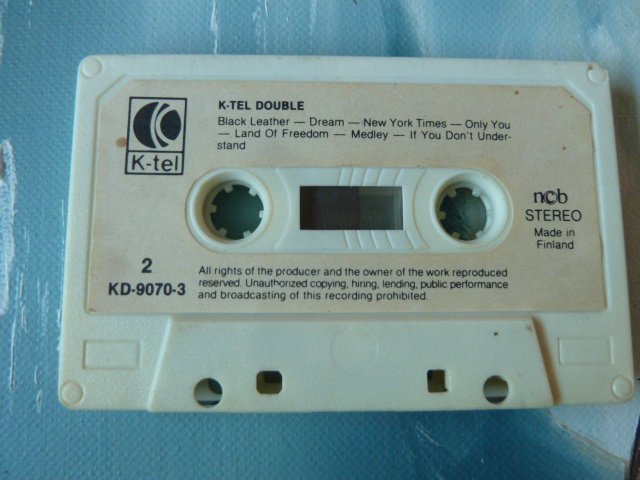 K-TEL DOUBLE
Black Leather — Dream — New York Times — Only You
— Land Of Freedom — Medley — If You Don't Under-
stand
K-tel
ncb
STEREO
Made in
Finland
2
KD-9070-3
All rights of the producer and the owner of the work reproduced
reserved. Unauthorized copying, hiring, lending, public performance
and broadcasting of this recording prohibited.